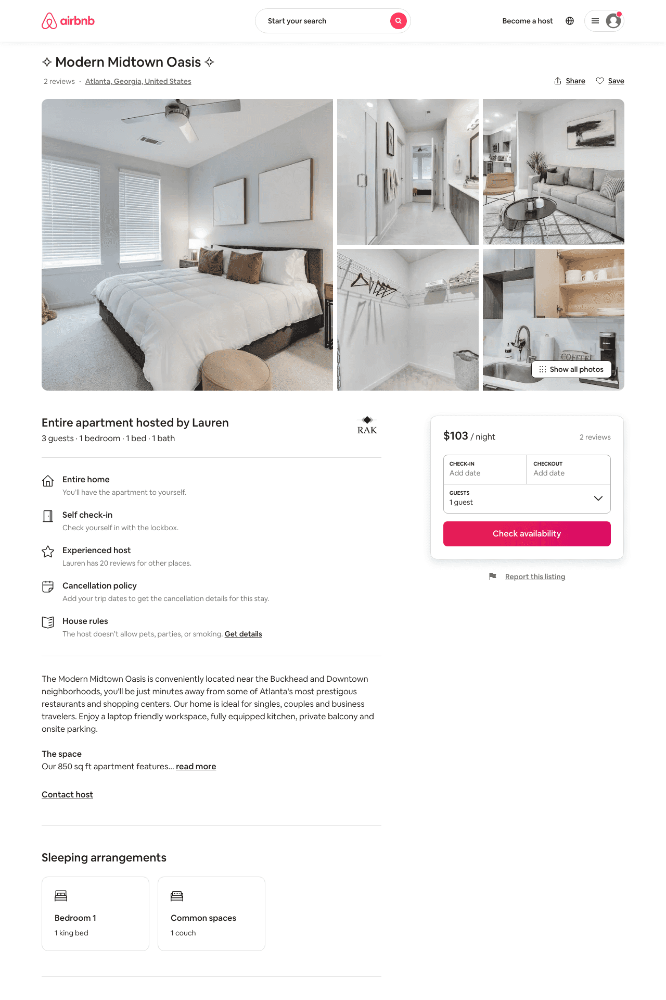 airbnb
Start your search
Become a host
✧ Modern Midtown Oasis ✧
2 reviews · Atlanta, Georgia, United States
Share
Save
COFFEE
Show all photos
Entire apartment hosted by Lauren
3 guests · 1 bedroom · 1 bed · 1 bath
RAK
$103 / night
2 reviews
CHECK-IN
Add date
CHECKOUT
Add date
GUESTS
1 guest
Check availability
Report this listing
Entire home
You’ll have the apartment to yourself.
Self check-in
Check yourself in with the lockbox.
Experienced host
Lauren has 20 reviews for other places.
Cancellation policy
Add your trip dates to get the cancellation details for this stay.
House rules
The host doesn’t allow pets, parties, or smoking. Get details
The Modern Midtown Oasis is conveniently located near the Buckhead and Downtown
neighborhoods, you'll be just minutes away from some of Atlanta's most prestigous
restaurants and shopping centers. Our home is ideal for singles, couples and business
travelers. Enjoy a laptop friendly workspace, fully equipped kitchen, private balcony and
onsite parking.
The space
Our 850 sq ft apartment features... read more
Contact host
Sleeping arrangements
Bedroom 1
1 king bed
Common spaces
1 couch